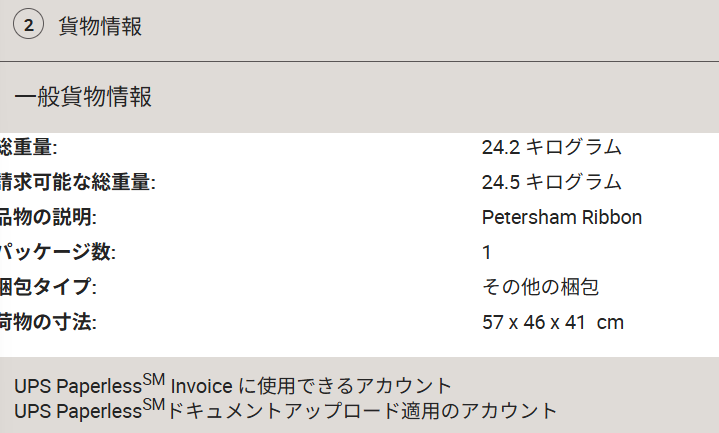 2 貨物情報
一般貨物情報
総重量: 24.2 キログラム
請求可能な総重量: 24.5 キログラム
品物の説明: Petersham Ribbon
パッケージ数: 1
梱包タイプ: その他の梱包
荷物の寸法: 57 x 46 x 41 cm
UPS Paperless℠ Invoice に使用できるアカウント
UPS Paperless℠ドキュメントアップロード適用のアカウント